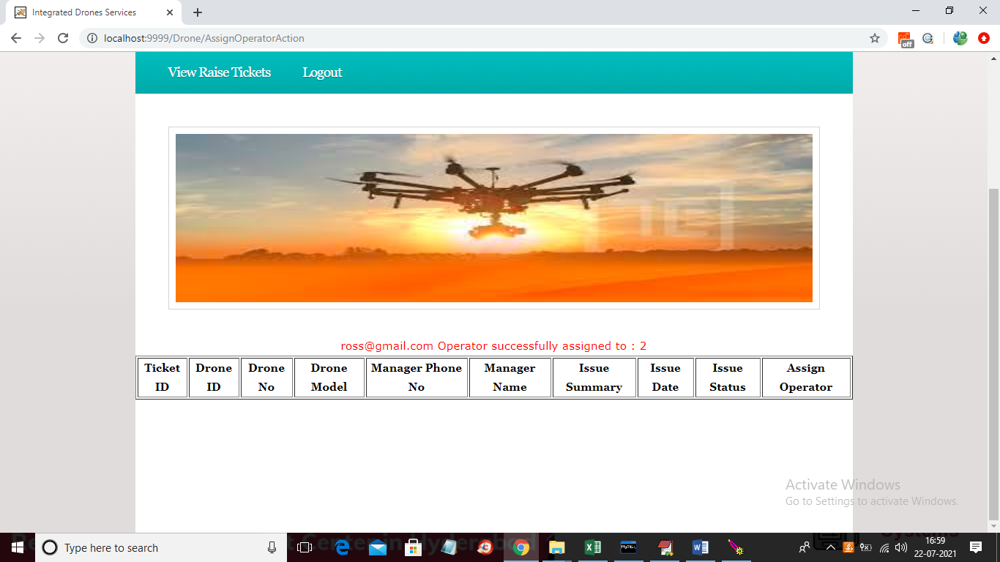 Integrated Drones Services
localhost:9999/Drone/AssignOperatorAction
off
View Raise Tickets Logout
ross@gmail.com Operator successfully assigned to : 2
Ticket ID Drone ID Drone No Drone Model Manager Phone No Manager Name Issue Summary Issue Date Issue Status Assign Operator
Activate Windows
Go to Settings to activate Windows.
Type here to search
16:59
22-07-2021